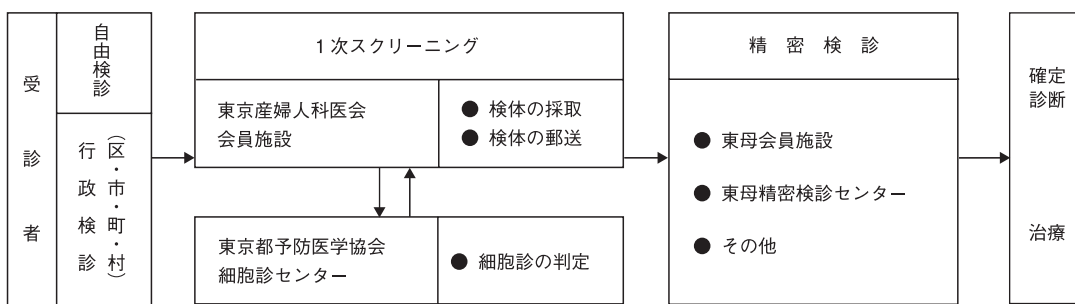 受診者
自由検診
行政検診
(区・市・町・村)
1次スクリーニング
東京産婦人科医会
会員施設
● 検体の採取
● 検体の郵送
東京都予防医学協会
細胞診センター
● 細胞診の判定
精密検診
● 東母会員施設
● 東母精密検診センター
● その他
確定
診断
治療